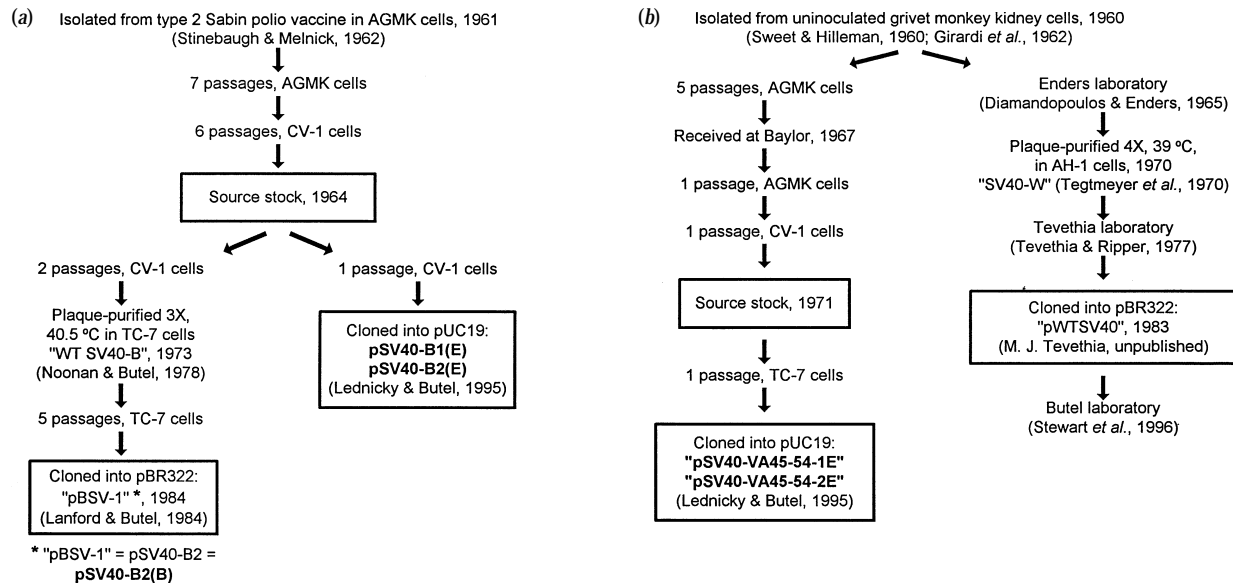 (a)
Isolated from type 2 Sabin polio vaccine in AGMK cells, 1961
(Stinebaugh & Melnick, 1962)
7 passages, AGMK cells
6 passages, CV-1 cells
Source stock, 1964
2 passages, CV-1 cells
Plaque-purified 3X,
40.5 ºC in TC-7 cells
"WT SV40-B", 1973
(Noonan & Butel, 1978)
5 passages, TC-7 cells
Cloned into pBR322:
"pBSV-1" *, 1984
(Lanford & Butel, 1984)
* "pBSV-1" = pSV40-B2 =
pSV40-B2(B)
1 passage, CV-1 cells
Cloned into pUC19:
pSV40-B1(E)
pSV40-B2(E)
(Lednicky & Butel, 1995)
(b)
Isolated from uninoculated grivet monkey kidney cells, 1960
(Sweet & Hilleman, 1960; Girardi et al., 1962)
5 passages, AGMK cells
Received at Baylor, 1967
1 passage, AGMK cells
1 passage, CV-1 cells
Source stock, 1971
1 passage, TC-7 cells
Cloned into pUC19:
"pSV40-VA45-54-1E"
"pSV40-VA45-54-2E"
(Lednicky & Butel, 1995)
Enders laboratory
(Diamandopoulos & Enders, 1965)
Plaque-purified 4X, 39 ºC,
in AH-1 cells, 1970
"SV40-W" (Tegtmeyer et al., 1970)
Tevethia laboratory
(Tevethia & Ripper, 1977)
Cloned into pBR322:
"pWTSV40", 1983
(M. J. Tevethia, unpublished)
Butel laboratory
(Stewart et al., 1996)